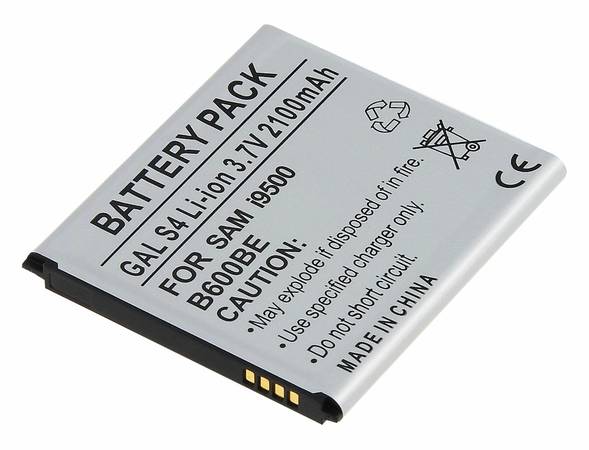 BATTERY PACK
GAL S4 Li-ion 3.7V 2100mAh
FOR SAM i9500
B600BE
CAUTION:
•May explode if disposed of in fire.
•Use specified charger only.
•Do not short circuit.
MADE IN CHINA
CE